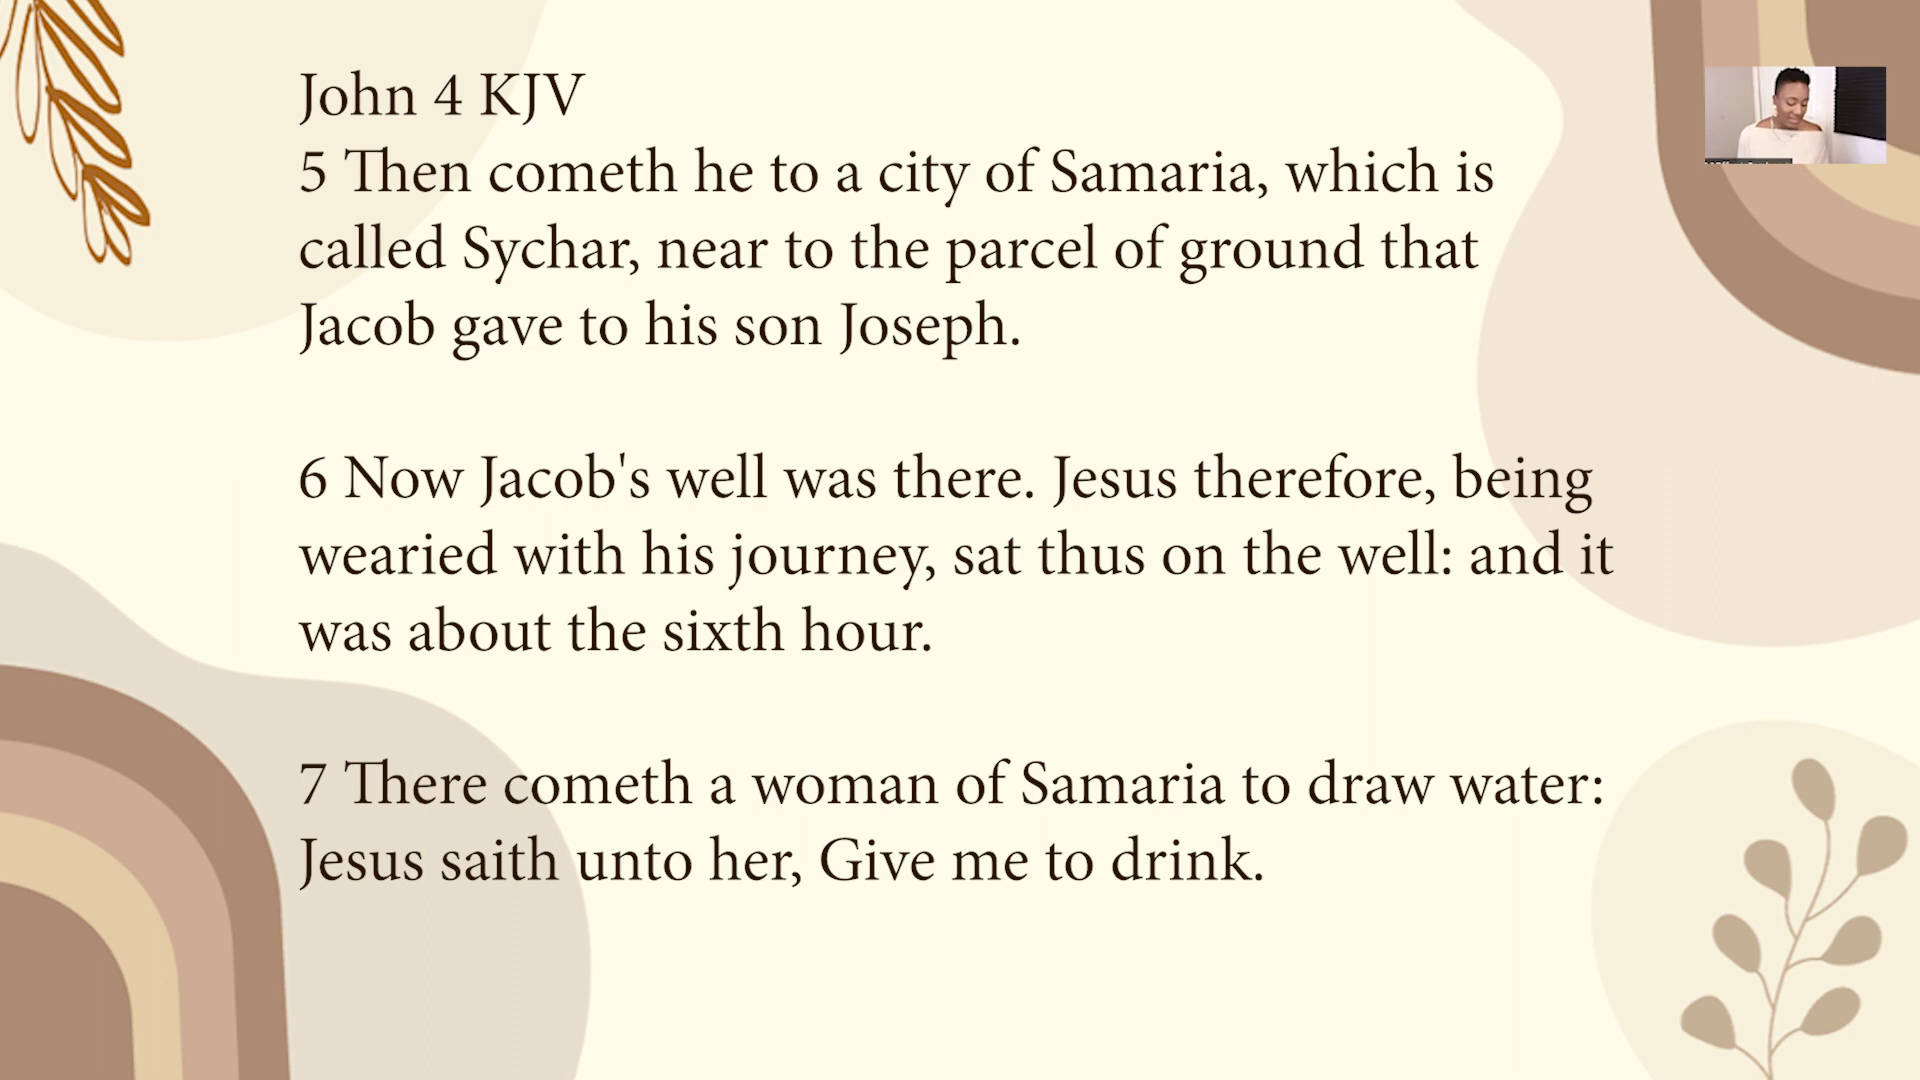 John 4 KJV
5 Then cometh he to a city of Samaria, which is
called Sychar, near to the parcel of ground that
Jacob gave to his son Joseph.
6 Now Jacob's well was there. Jesus therefore, being
wearied with his journey, sat thus on the well: and it
was about the sixth hour.
7 There cometh a woman of Samaria to draw water:
Jesus saith unto her, Give me to drink.